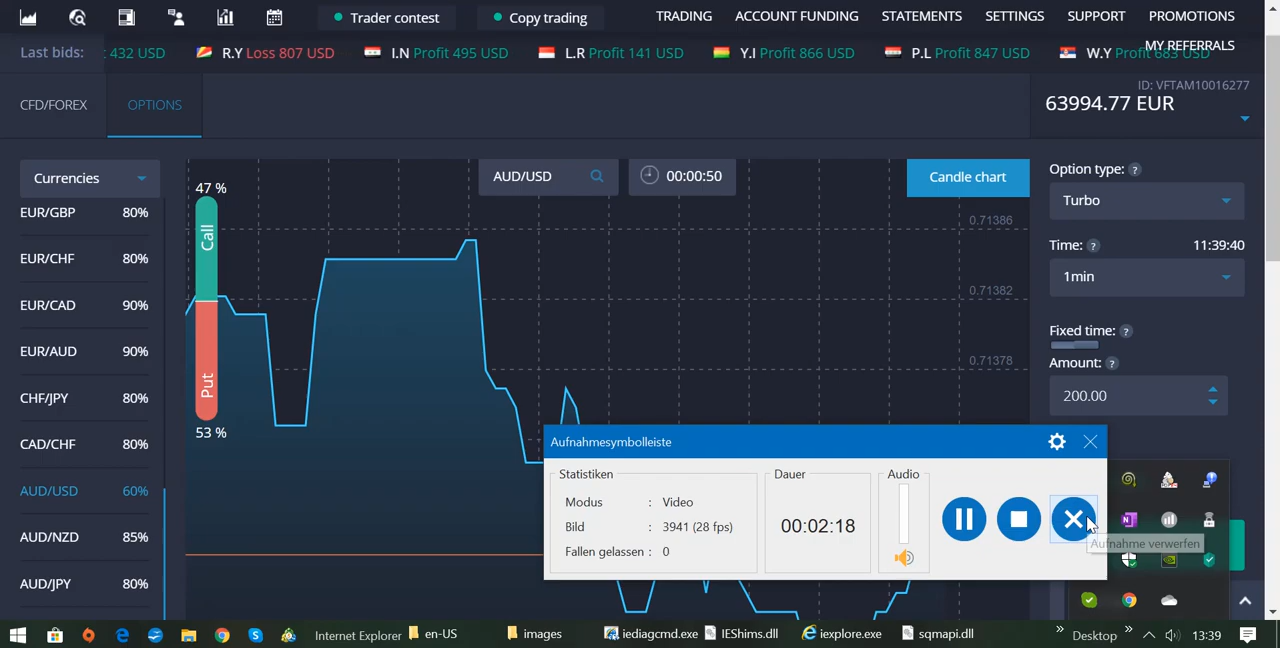 Trader contest
Copy trading
TRADING
ACCOUNT FUNDING
STATEMENTS
SETTINGS
SUPPORT
PROMOTIONS
MY REFERRALS
Last bids:
432 USD
R.Y Loss 807 USD
I.N Profit 495 USD
L.R Profit 141 USD
Y.I Profit 866 USD
P.L Profit 847 USD
W.Y Profit 683 USD
CFD/FOREX
OPTIONS
ID: VFTAM10016277
63994.77 EUR
Currencies
EUR/GBP 80%
EUR/CHF 80%
EUR/CAD 90%
EUR/AUD 90%
CHF/JPY 80%
CAD/CHF 80%
AUD/USD 60%
AUD/NZD 85%
AUD/JPY 80%
47 %
Call
Put
53 %
AUD/USD
00:00:50
Candle chart
0.71386
0.71382
0.71378
Option type: ?
Turbo
Time: ? 11:39:40
1min
Fixed time: ?
Amount: ?
200.00
Aufnahmesymbolleiste
Statistiken
Modus : Video
Bild : 3941 (28 fps)
Fallen gelassen : 0
Dauer
00:02:18
Audio
Aufnahme verwerfen
Internet Explorer
en-US
images
iediagcmd.exe
IEShims.dll
iexplore.exe
sqmapi.dll
Desktop
13:39